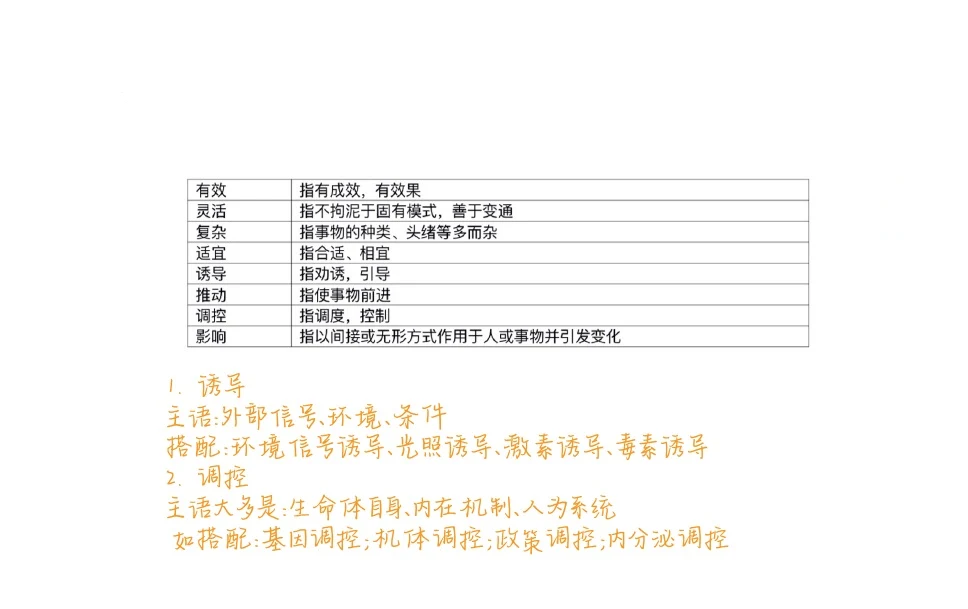 有效 指有成效，有效果
灵活 指不拘泥于固有模式，善于变通
复杂 指事物的种类、头绪等多而杂
适宜 指合适、相宜
诱导 指劝诱，引导
推动 指使事物前进
调控 指调度，控制
影响 指以间接或无形方式作用于人或事物并引发变化
1. 诱导
主语:外部信号、环境、条件
搭配:环境信号诱导、光照诱导、激素诱导、毒素诱导
2. 调控
主语大多是:生命体自身、内在机制、人为系统
如搭配:基因调控;机体调控;政策调控;内分泌调控